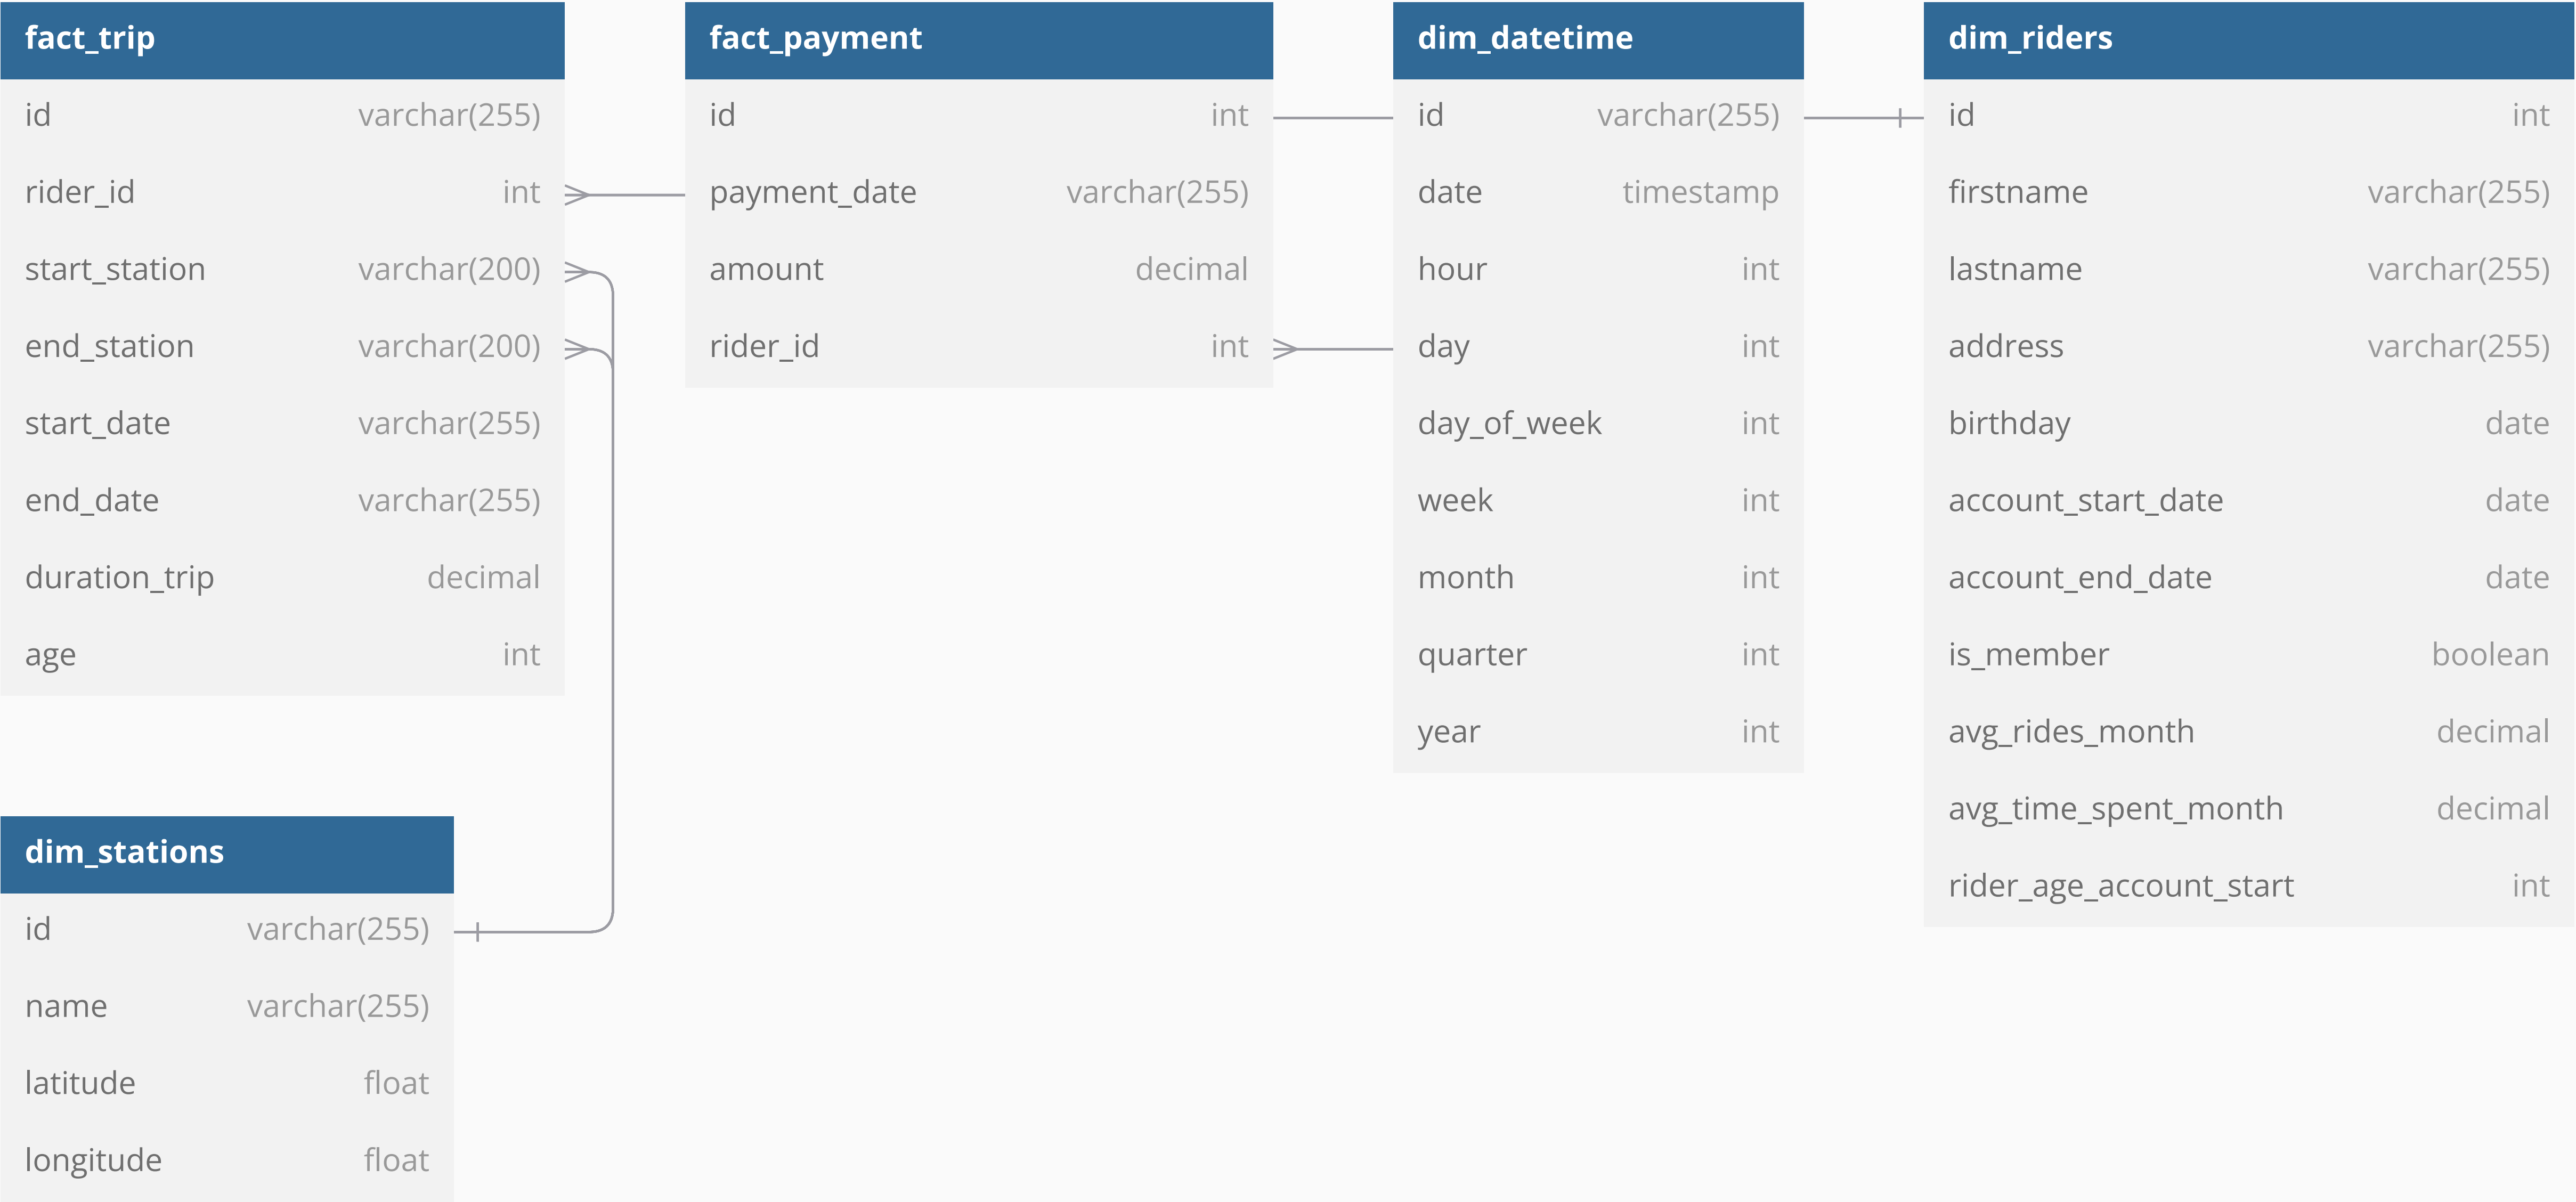 fact_trip
id varchar(255)
rider_id int
start_station varchar(200)
end_station varchar(200)
start_date varchar(255)
end_date varchar(255)
duration_trip decimal
age int
fact_payment
id int
payment_date varchar(255)
amount decimal
rider_id int
dim_datetime
id varchar(255)
date timestamp
hour int
day int
day_of_week int
week int
month int
quarter int
year int
dim_riders
id int
firstname varchar(255)
lastname varchar(255)
address varchar(255)
birthday date
account_start_date date
account_end_date date
is_member boolean
avg_rides_month decimal
avg_time_spent_month decimal
rider_age_account_start int
dim_stations
id varchar(255)
name varchar(255)
latitude float
longitude float